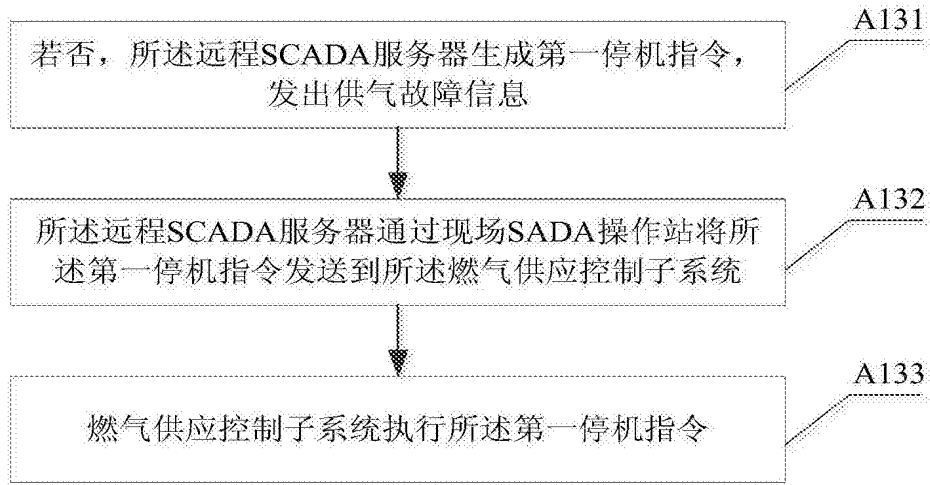 A131
若否，所述远程SCADA服务器生成第一停机指令，
发出供气故障信息
A132
所述远程SCADA服务器通过现场SADA操作站将所
述第一停机指令发送到所述燃气供应控制子系统
A133
燃气供应控制子系统执行所述第一停机指令